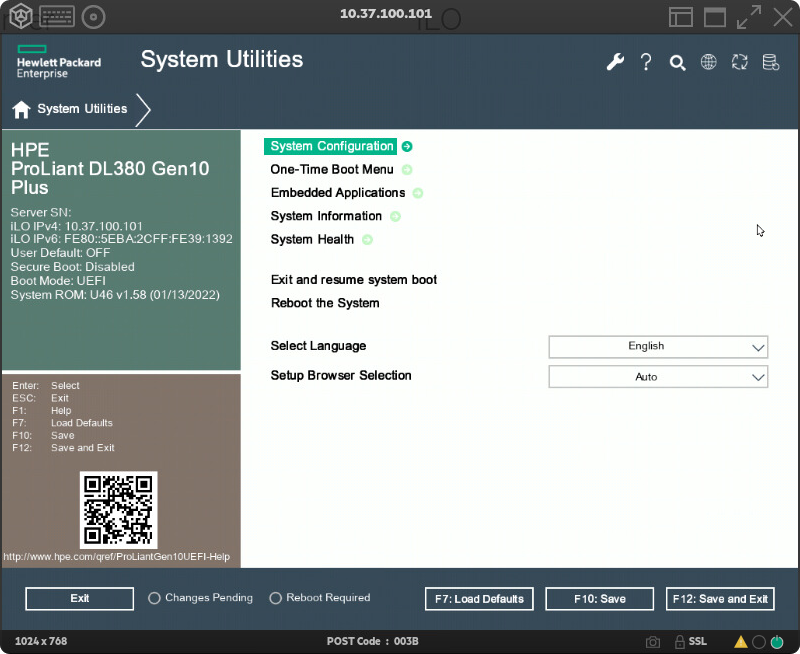 10.37.100.101
iLO
Hewlett Packard
Enterprise
System Utilities
System Utilities
HPE
ProLiant DL380 Gen10
Plus
Server SN:
iLO IPv4: 10.37.100.101
iLO IPv6: FE80::5EBA:2CFF:FE39:1392
User Default: OFF
Secure Boot: Disabled
Boot Mode: UEFI
System ROM: U46 v1.58 (01/13/2022)
System Configuration
One-Time Boot Menu
Embedded Applications
System Information
System Health
Exit and resume system boot
Reboot the System
Select Language English
Setup Browser Selection Auto
Enter: Select
ESC: Exit
F1: Help
F7: Load Defaults
F10: Save
F12: Save and Exit
http://www.hpe.com/qref/ProLiantGen10UEFI-Help
Exit Changes Pending Reboot Required F7: Load Defaults F10: Save F12: Save and Exit
1024 x 768 POST Code : 003B SSL